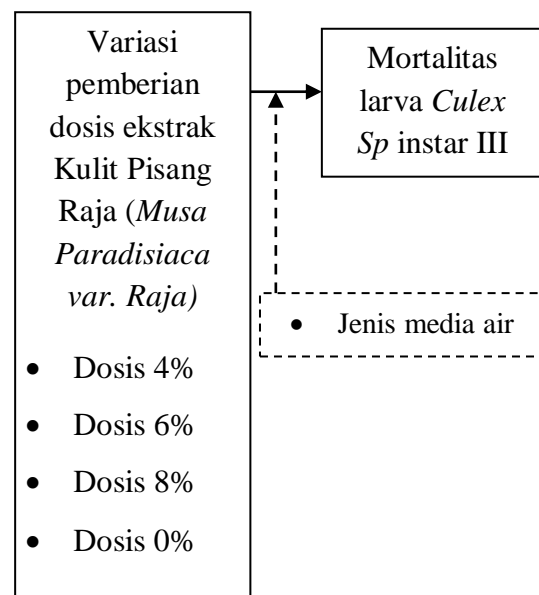 Variasi
pemberian
dosis ekstrak
Kulit Pisang
Raja (Musa
Paradisiaca
var. Raja)
• Dosis 4%
• Dosis 6%
• Dosis 8%
• Dosis 0%
Mortalitas
larva Culex
Sp instar III
• Jenis media air